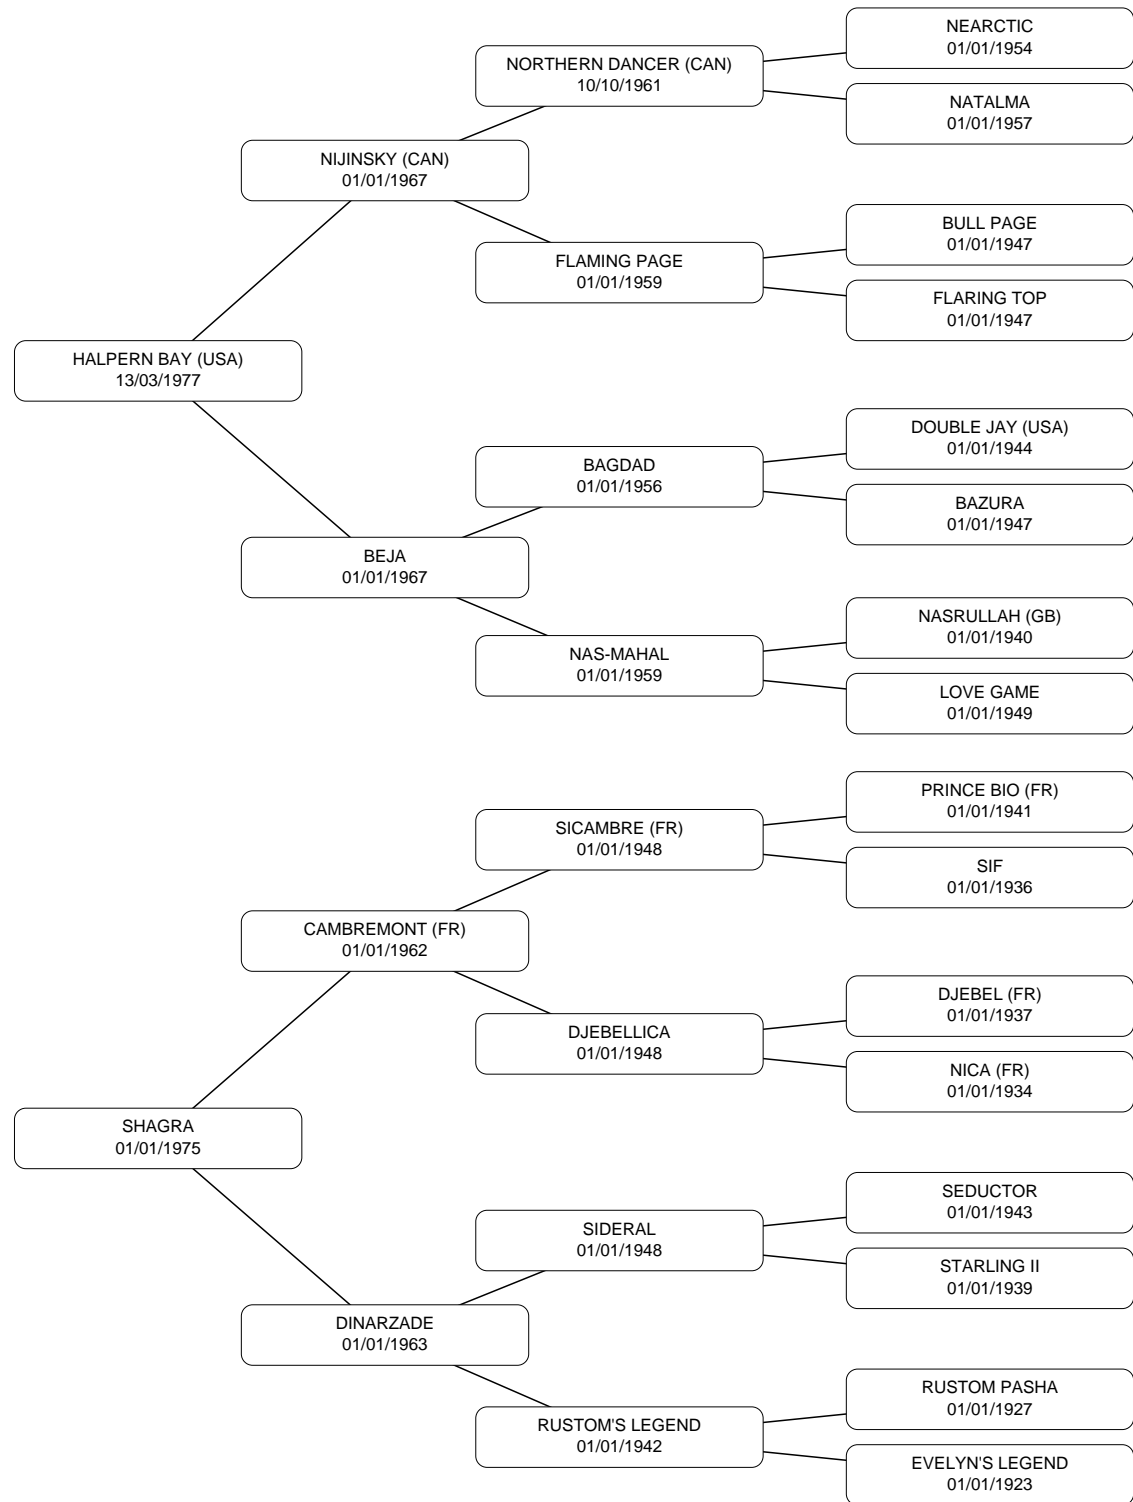 NEARCTIC
01/01/1954
NORTHERN DANCER (CAN)
10/10/1961
NATALMA
01/01/1957
NIJINSKY (CAN)
01/01/1967
BULL PAGE
01/01/1947
FLAMING PAGE
01/01/1959
FLARING TOP
01/01/1947
HALPERN BAY (USA)
13/03/1977
DOUBLE JAY (USA)
01/01/1944
BAGDAD
01/01/1956
BAZURA
01/01/1947
BEJA
01/01/1967
NASRULLAH (GB)
01/01/1940
NAS-MAHAL
01/01/1959
LOVE GAME
01/01/1949
PRINCE BIO (FR)
01/01/1941
SICAMBRE (FR)
01/01/1948
SIF
01/01/1936
CAMBREMONT (FR)
01/01/1962
DJEBEL (FR)
01/01/1937
DJEBELLICA
01/01/1948
NICA (FR)
01/01/1934
SHAGRA
01/01/1975
SEDUCTOR
01/01/1943
SIDERAL
01/01/1948
STARLING II
01/01/1939
DINARZADE
01/01/1963
RUSTOM PASHA
01/01/1927
RUSTOM'S LEGEND
01/01/1942
EVELYN'S LEGEND
01/01/1923